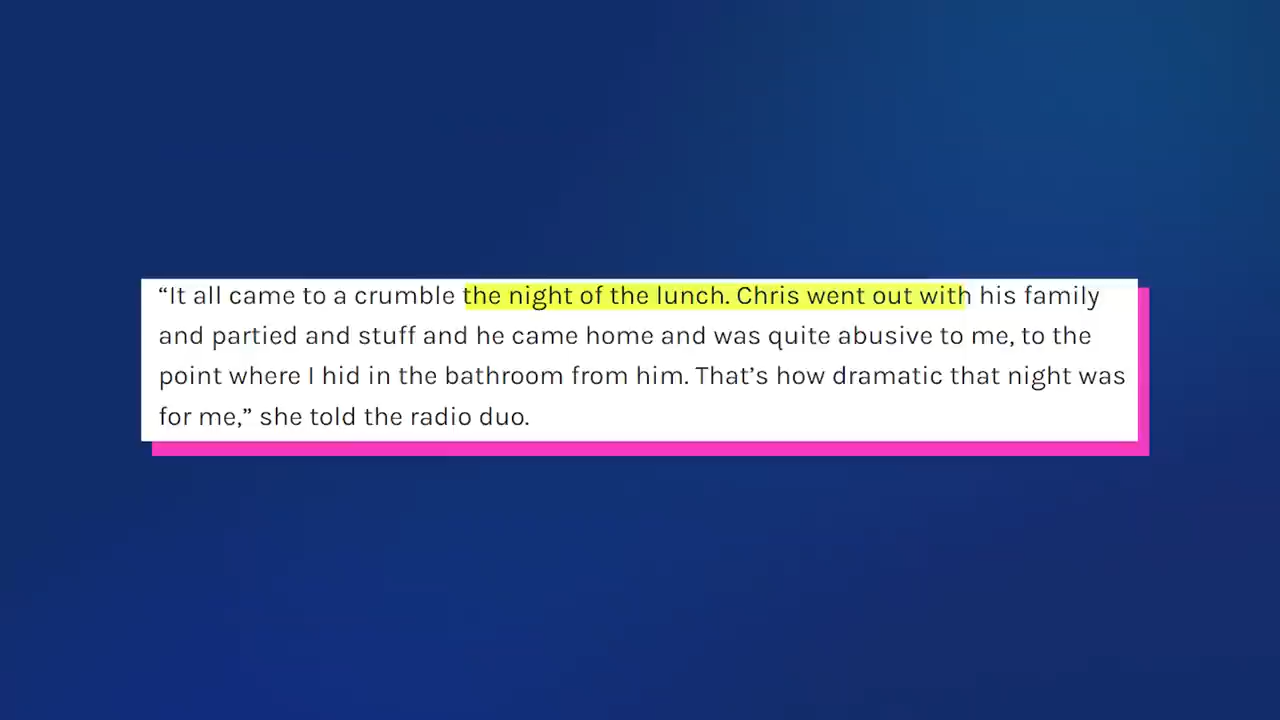 “It all came to a crumble the night of the lunch. Chris went out with his family
and partied and stuff and he came home and was quite abusive to me, to the
point where I hid in the bathroom from him. That’s how dramatic that night was
for me,” she told the radio duo.